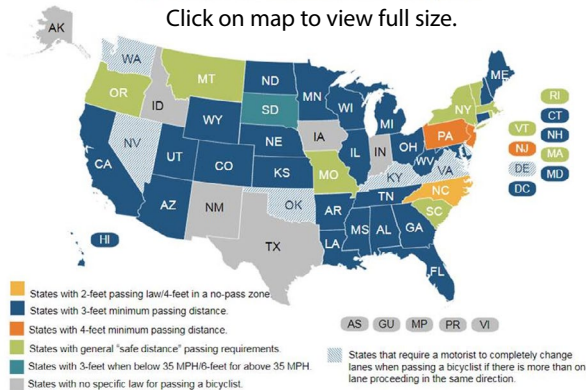 Click on map to view full size.
AK
WA
ME
MT
ND
OR
MN
ID
SD
WI
NY
RI
WY
MI
VT
CT
IA
PA
NH
NE
NJ
MA
NV
OH
IL
IN
UT
WV
VA
DE
MD
CA
CO
KS
MO
KY
DC
NC
TN
OK
SC
AZ
NM
AR
MS
AL
GA
HI
TX
LA
FL
States with 2-feet passing law/4-feet in a no-pass zone
States with 3-feet minimum passing distance.
States with 4-feet minimum passing distance.
AS GU MP PR VI
States with general "safe distance" passing requirements.
States with 3-feet when below 35 MPH/6-feet for above 35 MPH.
States with no specific law for passing a bicyclist.
States that require a motorist to completely change
lanes when passing a bicyclist if there is more than on
lane proceeding in the same direction.